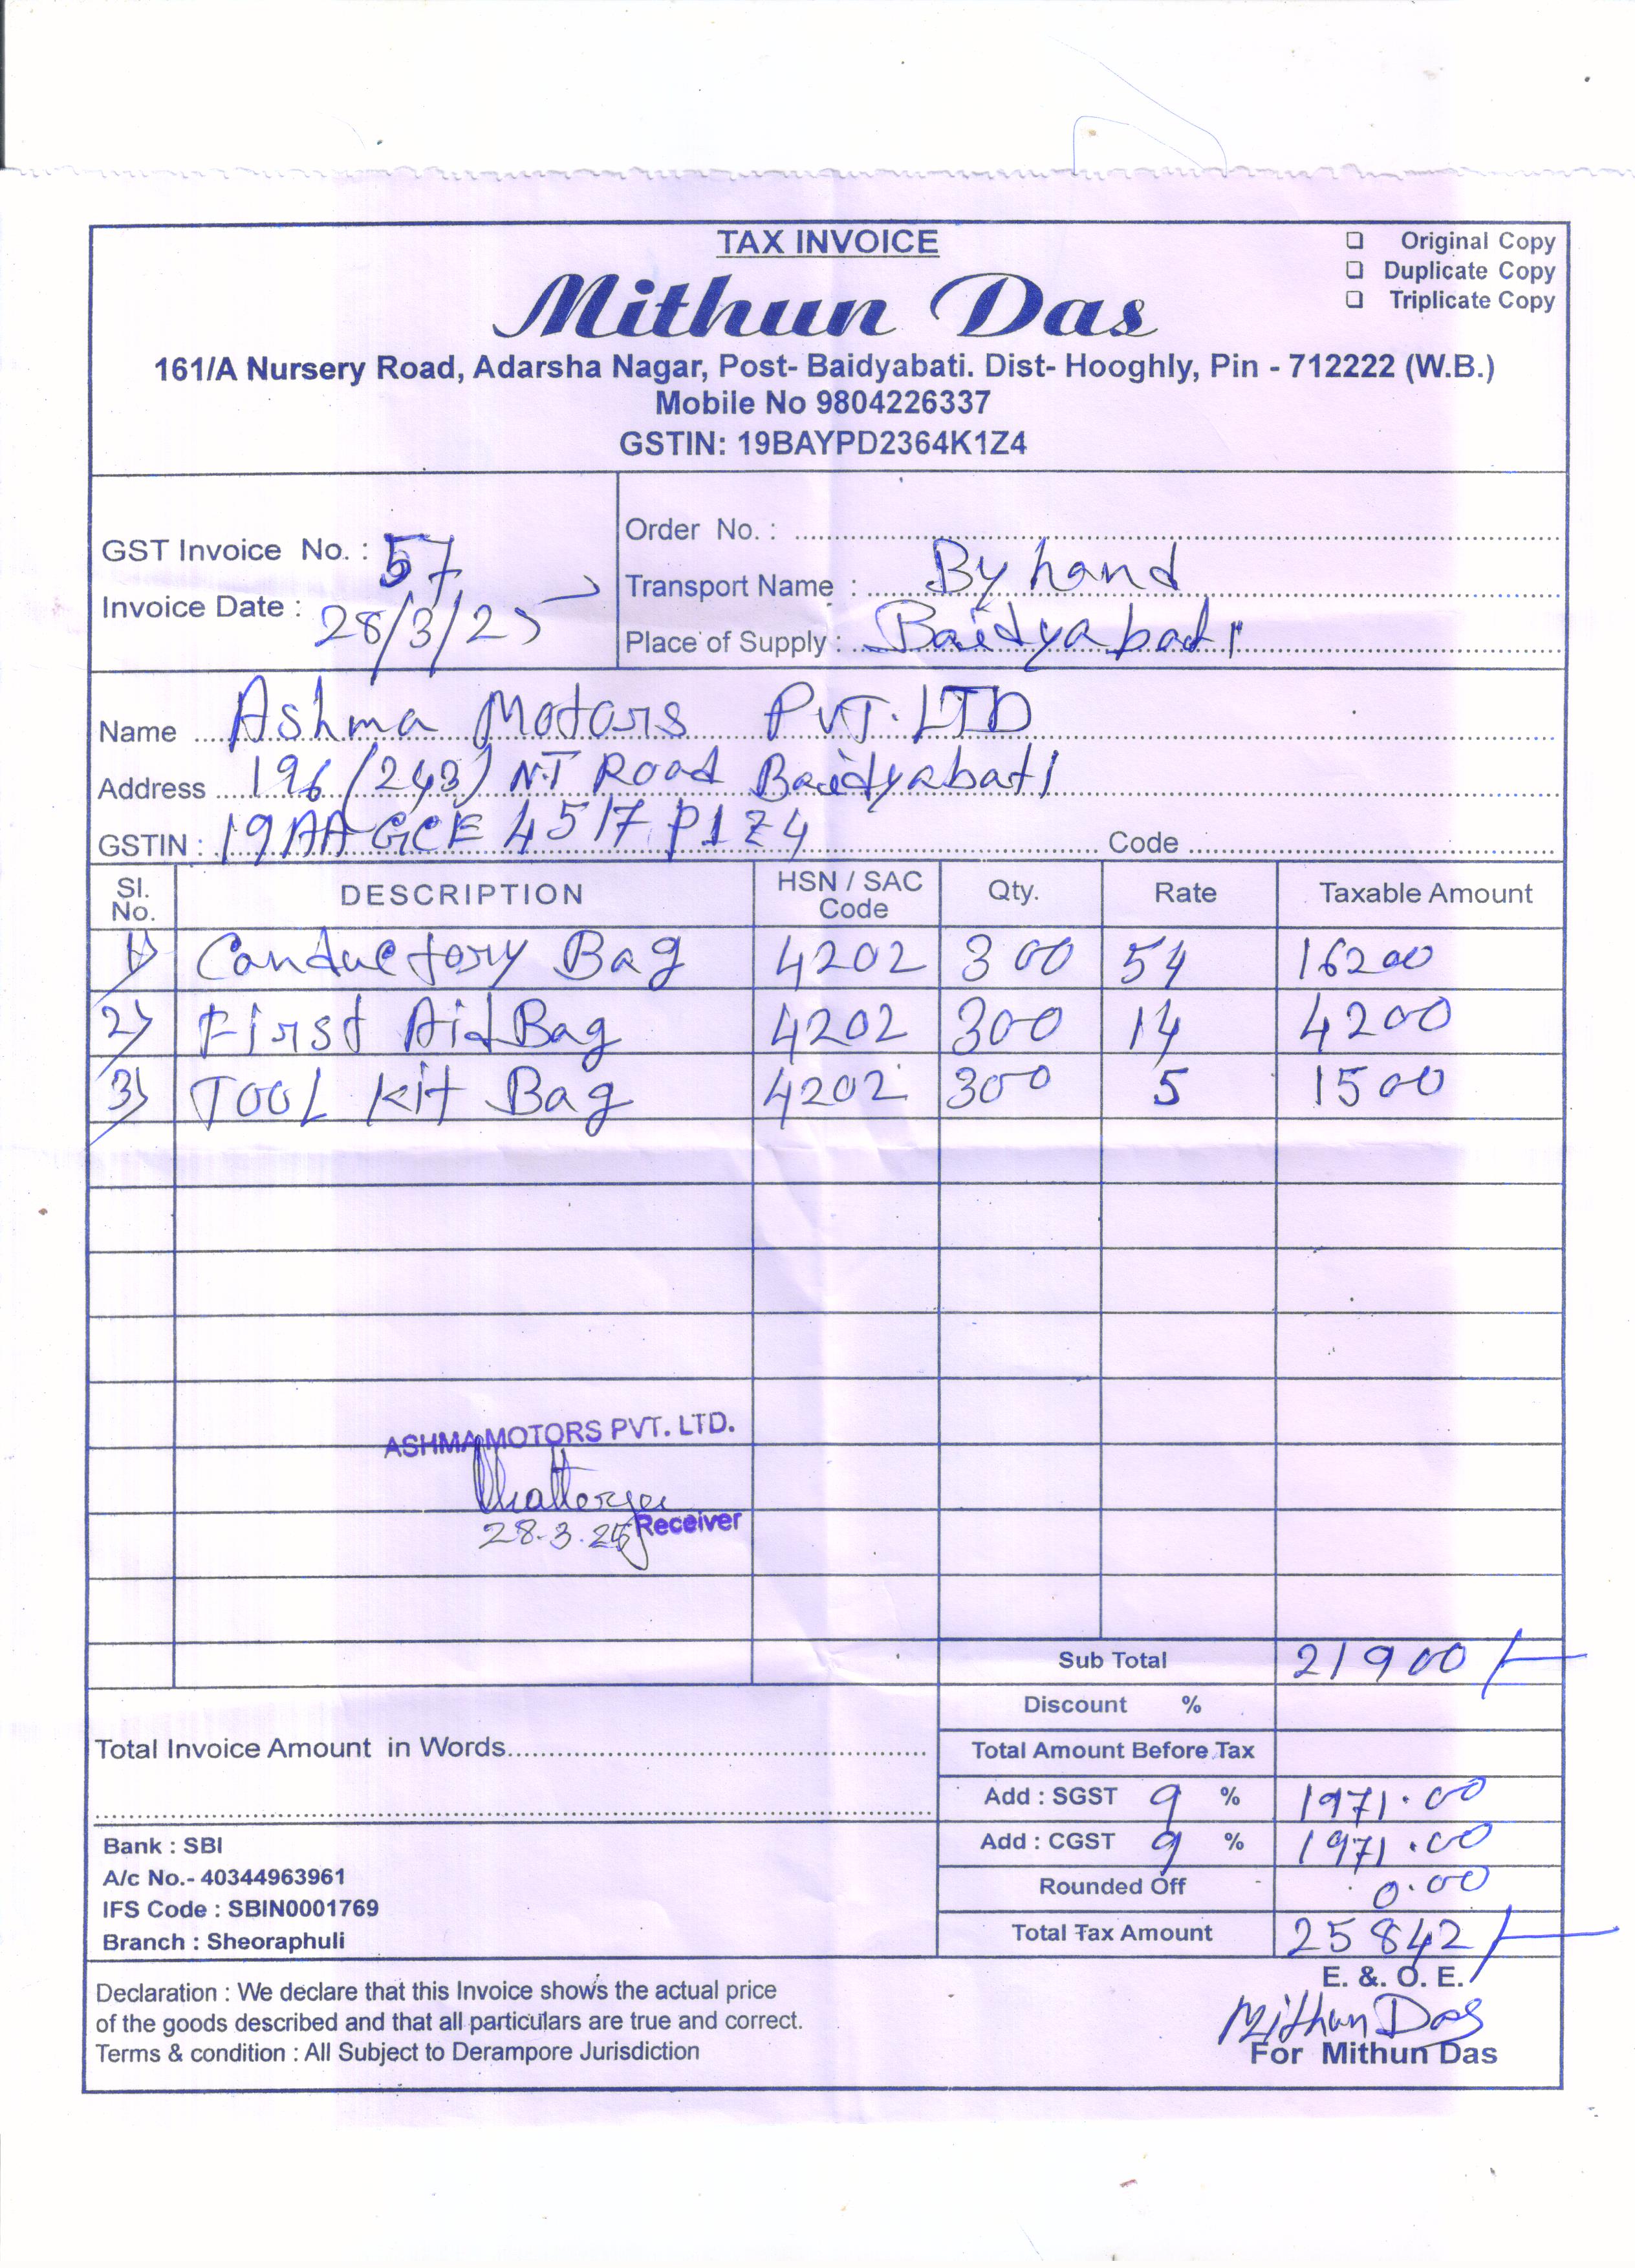 TAX INVOICE
Original Copy
Duplicate Copy
Triplicate Copy
Mithun Das
161/A Nursery Road, Adarsha Nagar, Post- Baidyabati. Dist- Hooghly, Pin - 712222 (W.B.)
Mobile No 9804226337
GSTIN: 19BAYPD2364K1Z4
GST Invoice No. : 57
Invoice Date : 28/3/25
Order No. :
Transport Name : By hand
Place of Supply : Baidyabati
Name Ashma Motors PVT. LTD
Address 196/(243) N.T Road Baidyabati
GSTIN : 19AAGCE4517P1Z4 Code
Sl. No. DESCRIPTION HSN / SAC Code Qty. Rate Taxable Amount
1) Conductory Bag 4202 300 54 16200
2) First Aid Bag 4202 300 14 4200
3) TOOL Kit Bag 4202 300 5 1500
ASHMA MOTORS PVT. LTD.
Chatterjee
28.3.25 Receiver
Sub Total 21900/-
Discount %
Total Amount Before Tax
Total Invoice Amount in Words
Add : SGST 9 % 1971.00
Add : CGST 9 % 1971.00
Rounded Off 0.00
Total Tax Amount 25842/-
Bank : SBI
A/c No.- 40344963961
IFS Code : SBIN0001769
Branch : Sheoraphuli
E. &. O. E.
Declaration : We declare that this Invoice shows the actual price
of the goods described and that all particulars are true and correct.
Terms & condition : All Subject to Derampore Jurisdiction
Mithun Das
For Mithun Das